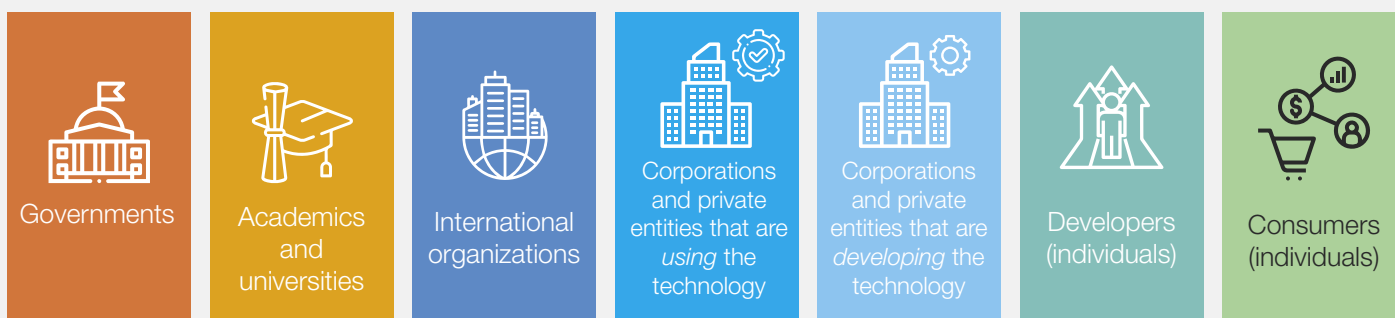 Governments
Academics
and
universities
International
organizations
Corporations
and private
entities that are
using the
technology
Corporations
and private
entities that are
developing the
technology
Developers
(individuals)
$
Consumers
(individuals)